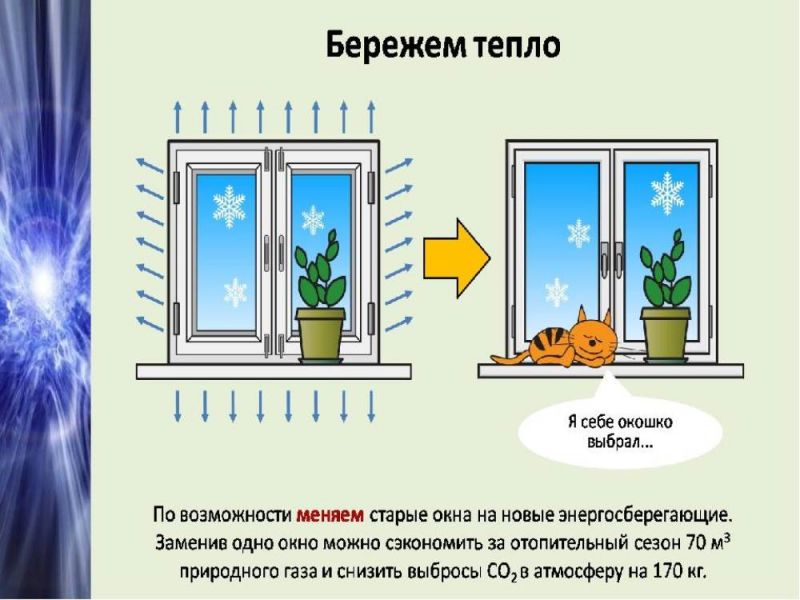 Бережем тепло
Я себе окошко
выбрал...
По возможности меняем старые окна на новые энергосберегающие.
Заменив одно окно можно сэкономить за отопительный сезон 70 м³
природного газа и снизить выбросы CO₂ в атмосферу на 170 кг.